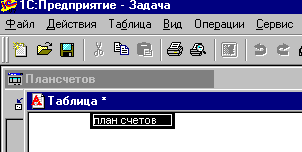 1С:Предприятие - Задача
Файл Действия Таблица Вид Операции Сервис
Плансчетов
Таблица *
план счетов